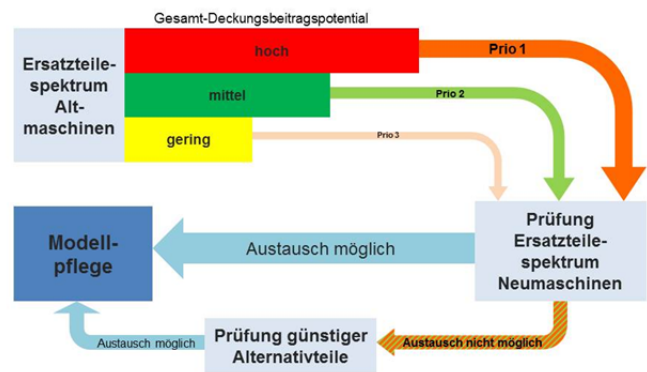 Gesamt-Deckungsbeitragspotential
Ersatzteile-
spektrum
Alt-
maschinen
hoch
mittel
gering
Prio 1
Prio 2
Prio 3
Prüfung
Ersatzteile-
spektrum
Neumaschinen
Modell-
pflege
Austausch möglich
Austausch möglich
Prüfung günstiger
Alternativteile
Austausch nicht möglich